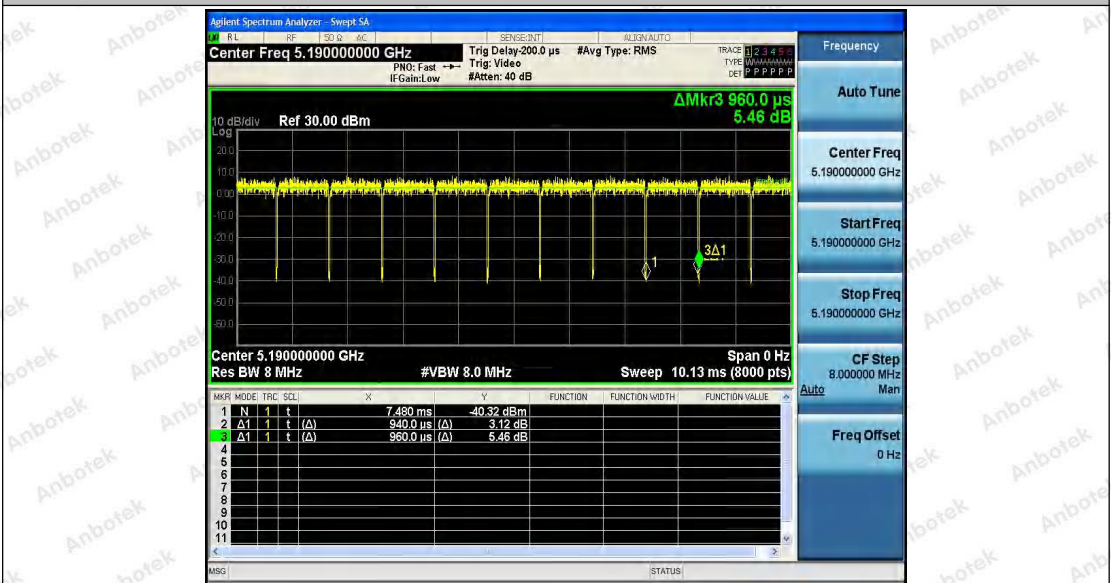 Agilent Spectrum Analyzer - Swept SA
RL RF 50 Ω AC SENSE:INT ALIGNAUTO
Center Freq 5.190000000 GHz
PNO: Fast
IFGain:Low
Trig Delay-200.0 µs
Trig: Video
#Atten: 40 dB
#Avg Type: RMS
TRACE 1 2 3 4 5 6
TYPE
DET P P P P P P
ΔMkr3 960.0 µs
5.46 dB
10 dB/div Ref 30.00 dBm
Log
20.0
10.0
0.00
-10.0
-20.0
-30.0
-40.0
-50.0
-60.0
1
3Δ1
Center 5.190000000 GHz Span 0 Hz
Res BW 8 MHz #VBW 8.0 MHz Sweep 10.13 ms (8000 pts)
MKR MODE TRC SCL X Y FUNCTION FUNCTION WIDTH FUNCTION VALUE
1 N 1 t 7.480 ms -40.32 dBm
2 Δ1 1 t (Δ) 940.0 µs (Δ) 3.12 dB
3 Δ1 1 t (Δ) 960.0 µs (Δ) 5.46 dB
4
5
6
7
8
9
10
11
MSG STATUS
Frequency
Auto Tune
Center Freq
5.190000000 GHz
Start Freq
5.190000000 GHz
Stop Freq
5.190000000 GHz
CF Step
8.000000 MHz
Auto Man
Freq Offset
0 Hz
Anbotek